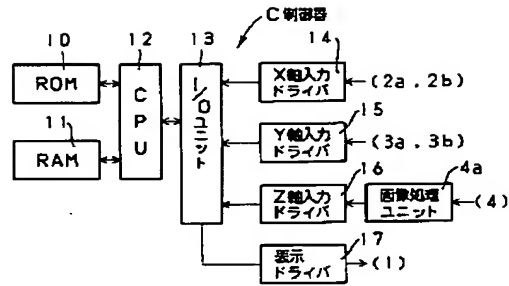 C 制御器
10
12
13
14
ROM
CPU
I/Oユニット
X軸入力
ドライバ
(2a, 2b)
11
15
RAM
Y軸入力
ドライバ
(3a, 3b)
16
4a
Z軸入力
ドライバ
画像処理
ユニット
(4)
17
表示
ドライバ
(1)